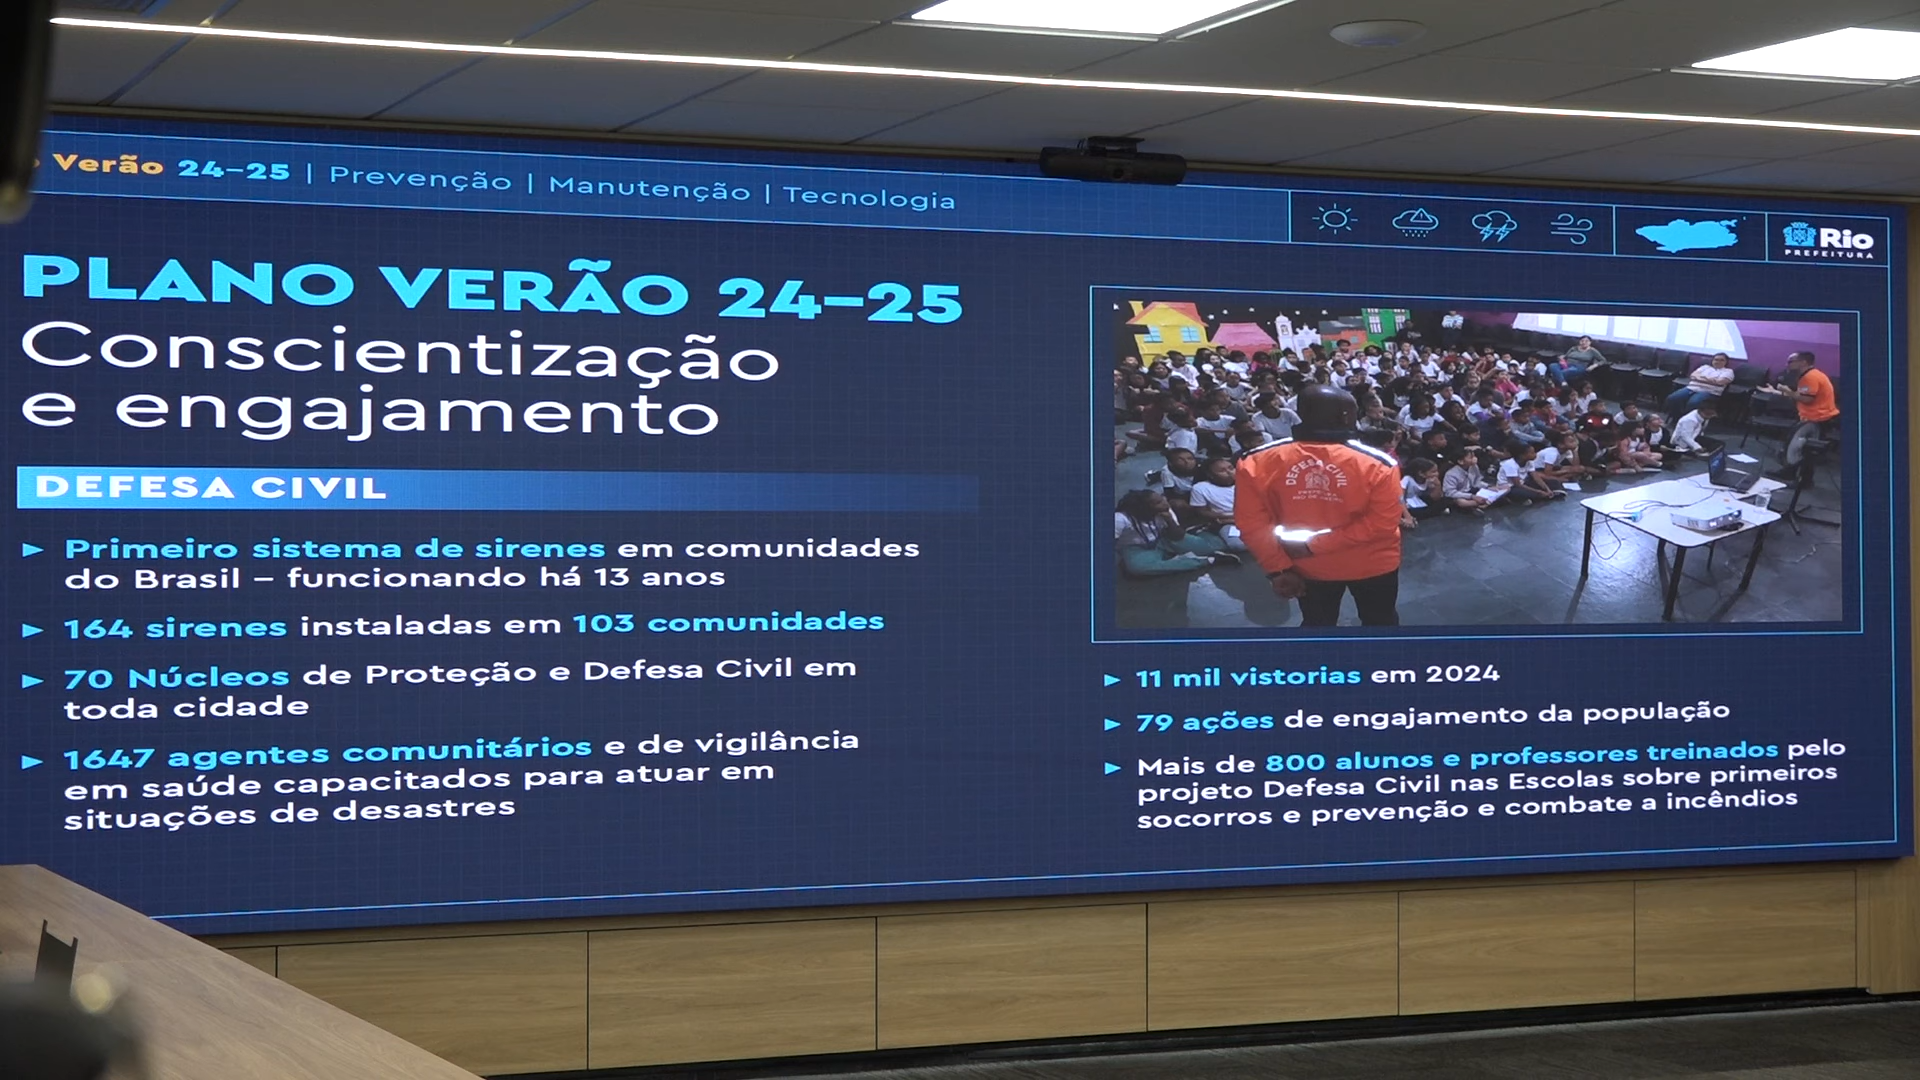 Verão 24–25 | Prevenção | Manutenção | Tecnologia
Rio
PREFEITURA
PLANO VERÃO 24–25
Conscientização
e engajamento
DEFESA CIVIL
► Primeiro sistema de sirenes em comunidades
do Brasil – funcionando há 13 anos
► 164 sirenes instaladas em 103 comunidades
► 70 Núcleos de Proteção e Defesa Civil em
toda cidade
► 1647 agentes comunitários e de vigilância
em saúde capacitados para atuar em
situações de desastres
DEFESA CIVIL
PREFEITURA
RIO DE JANEIRO
► 11 mil vistorias em 2024
► 79 ações de engajamento da população
► Mais de 800 alunos e professores treinados pelo
projeto Defesa Civil nas Escolas sobre primeiros
socorros e prevenção e combate a incêndios